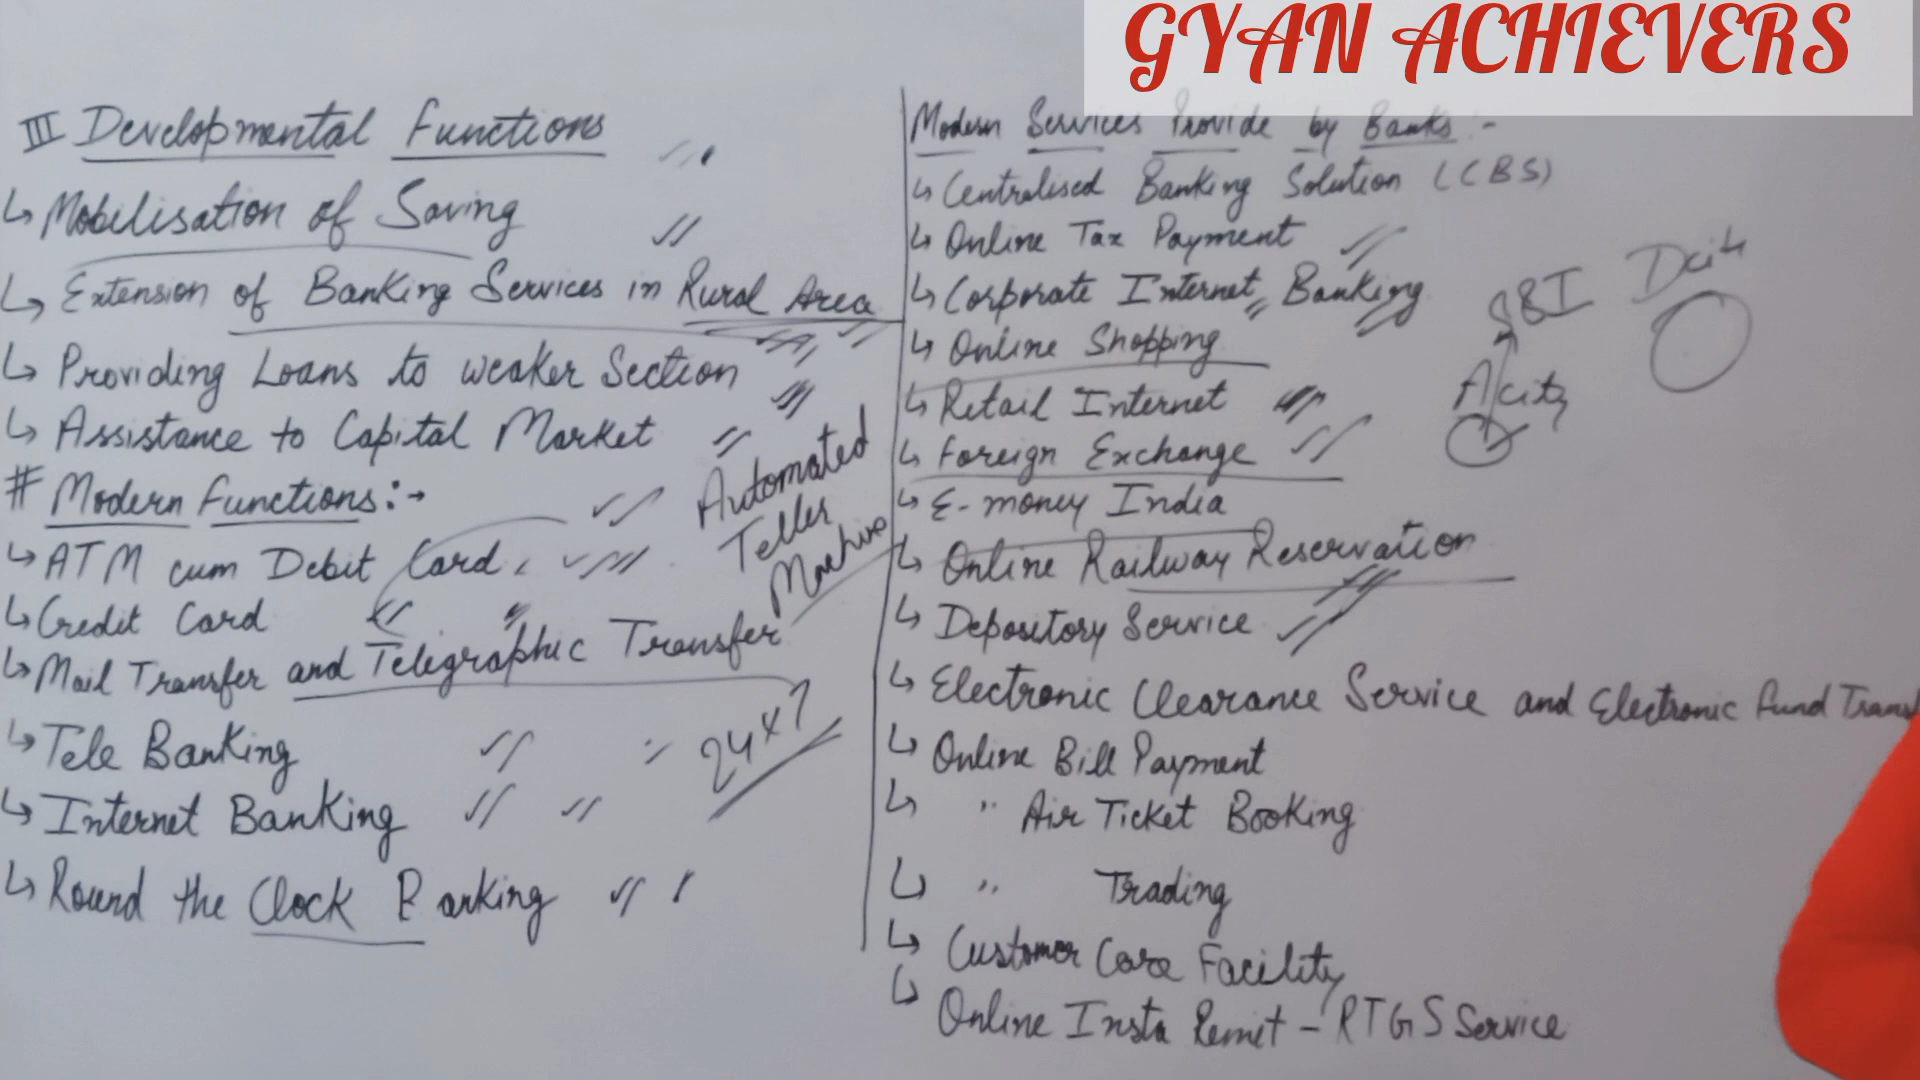 GYAN ACHIEVERS
III Developmental Functions
↳ Mobilisation of Saving
↳ Extension of Banking Services in Rural Area
↳ Providing Loans to weaker Section
↳ Assistance to Capital Market
# Modern Functions:→
↳ ATM cum Debit Card
↳ Credit Card
↳ Mail Transfer and Telegraphic Transfer
↳ Tele Banking
↳ Internet Banking
↳ Round the Clock Banking
Automated
Teller
Machine
24x7
Modern Services Provide by Banks:-
↳ Centralised Banking Solution (CBS)
↳ Online Tax Payment
↳ Corporate Internet Banking
↳ Online Shopping
↳ Retail Internet
↳ Foreign Exchange
↳ E-money India
↳ Online Railway Reservation
↳ Depository Service
↳ Electronic Clearance Service and Electronic Fund Trans
↳ Online Bill Payment
↳ " Air Ticket Booking
↳ " Trading
↳ Customer Care Facility
↳ Online Insta Remit - RTGS Service
SBI
A city